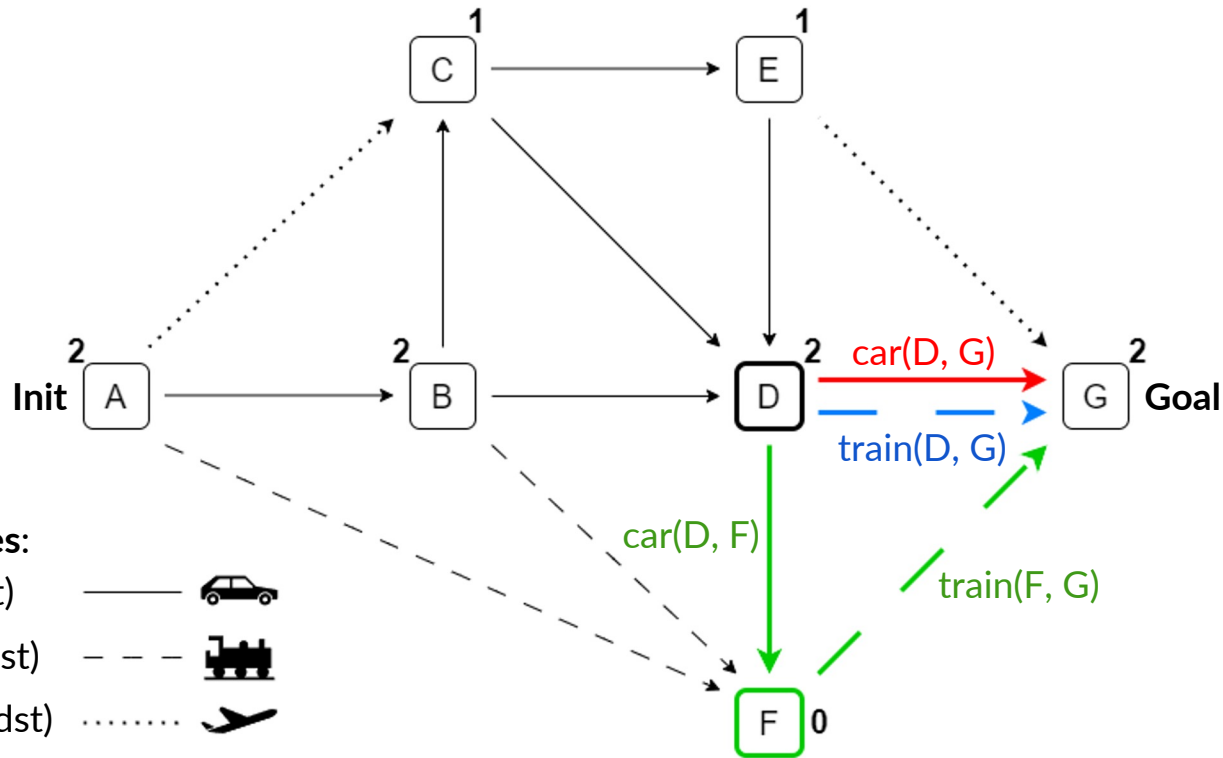 1
1
C
E
2
2
2
2
car(D, G)
Init
A
B
D
G
Goal
train(D, G)
car(D, F)
es:
t)
train(F, G)
st)
dst)
F
0